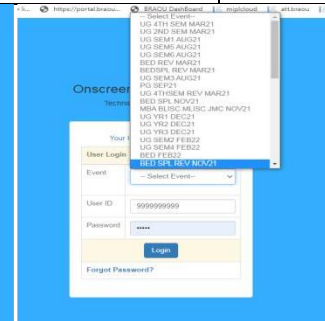 https://portal.braou... BRAOU DashBoard migficloud att.braou
-- Select Event--
UG 4TH SEM MAR21
UG 2ND SEM MAR21
UG SEM1 AUG21
UG SEM5 AUG21
UG SEM6 AUG21
BED REV MAR21
BEDSPL REV MAR21
UG SEM3 AUG21
PG SEP21
UG 4THSEM REV MAR21
BED SPL NOV21
MBA BLISC MLISC JMC NOV21
UG YR1 DEC21
UG YR2 DEC21
UG YR3 DEC21
UG SEM2 FEB22
UG SEM4 FEB22
BED FEB22
BED SPL REV NOV21
Onscreen
Techno
Your
User Login
Event
-- Select Event--
User ID
9999999999
Password
•••••
Login
Forgot Password?